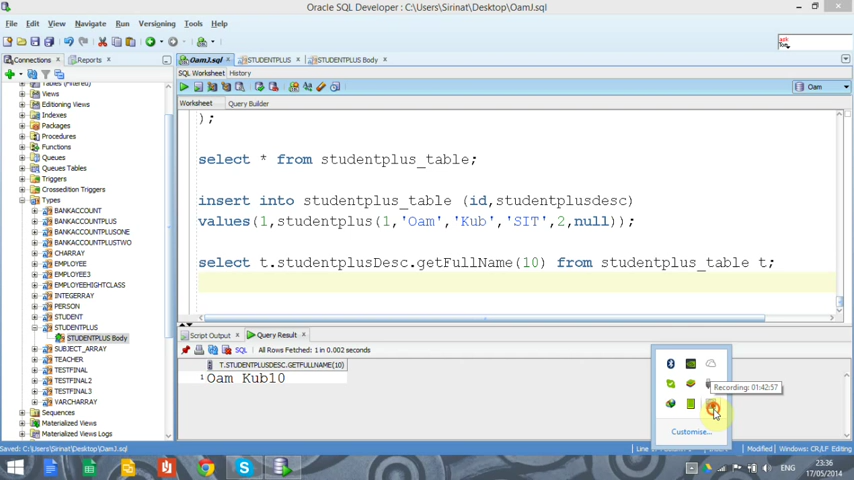 Oracle SQL Developer : C:\Users\Sirinat\Desktop\OamJ.sql
File Edit View Navigate Run Versioning Tools Help
Connections Reports
OamJ.sql STUDENTPLUS STUDENTPLUS Body
SQL Worksheet History
Oam
Worksheet Query Builder
Tables (Filtered)
Views
Editioning Views
Indexes
Packages
Procedures
Functions
Queues
Queues Tables
Triggers
Crossedition Triggers
Types
BANKACCOUNT
BANKACCOUNTPLUS
BANKACCOUNTPLUSONE
BANKACCOUNTPLUSTWO
CHARRAY
EMPLOYEE
EMPLOYEE3
EMPLOYEEHIGHTCLASS
INTEGERRAY
PERSON
STUDENT
STUDENTPLUS
STUDENTPLUS Body
SUBJECT_ARRAY
TEACHER
TESTFINAL
TESTFINAL2
TESTFINAL3
VARCHARRAY
Sequences
Materialized Views
Materialized Views Logs
);
select * from studentplus_table;
insert into studentplus_table (id,studentplusdesc)
values(1,studentplus(1,'Oam','Kub','SIT',2,null));
select t.studentplusDesc.getFullName(10) from studentplus_table t;
Script Output Query Result
SQL All Rows Fetched: 1 in 0.002 seconds
T.STUDENTPLUSDESC.GETFULLNAME(10)
1 Oam Kub10
Recording: 01:42:57
Customise...
Saved: C:\Users\Sirinat\Desktop\OamJ.sql
Modified Windows: CR/LF Editing
ENG
23:36
17/05/2014